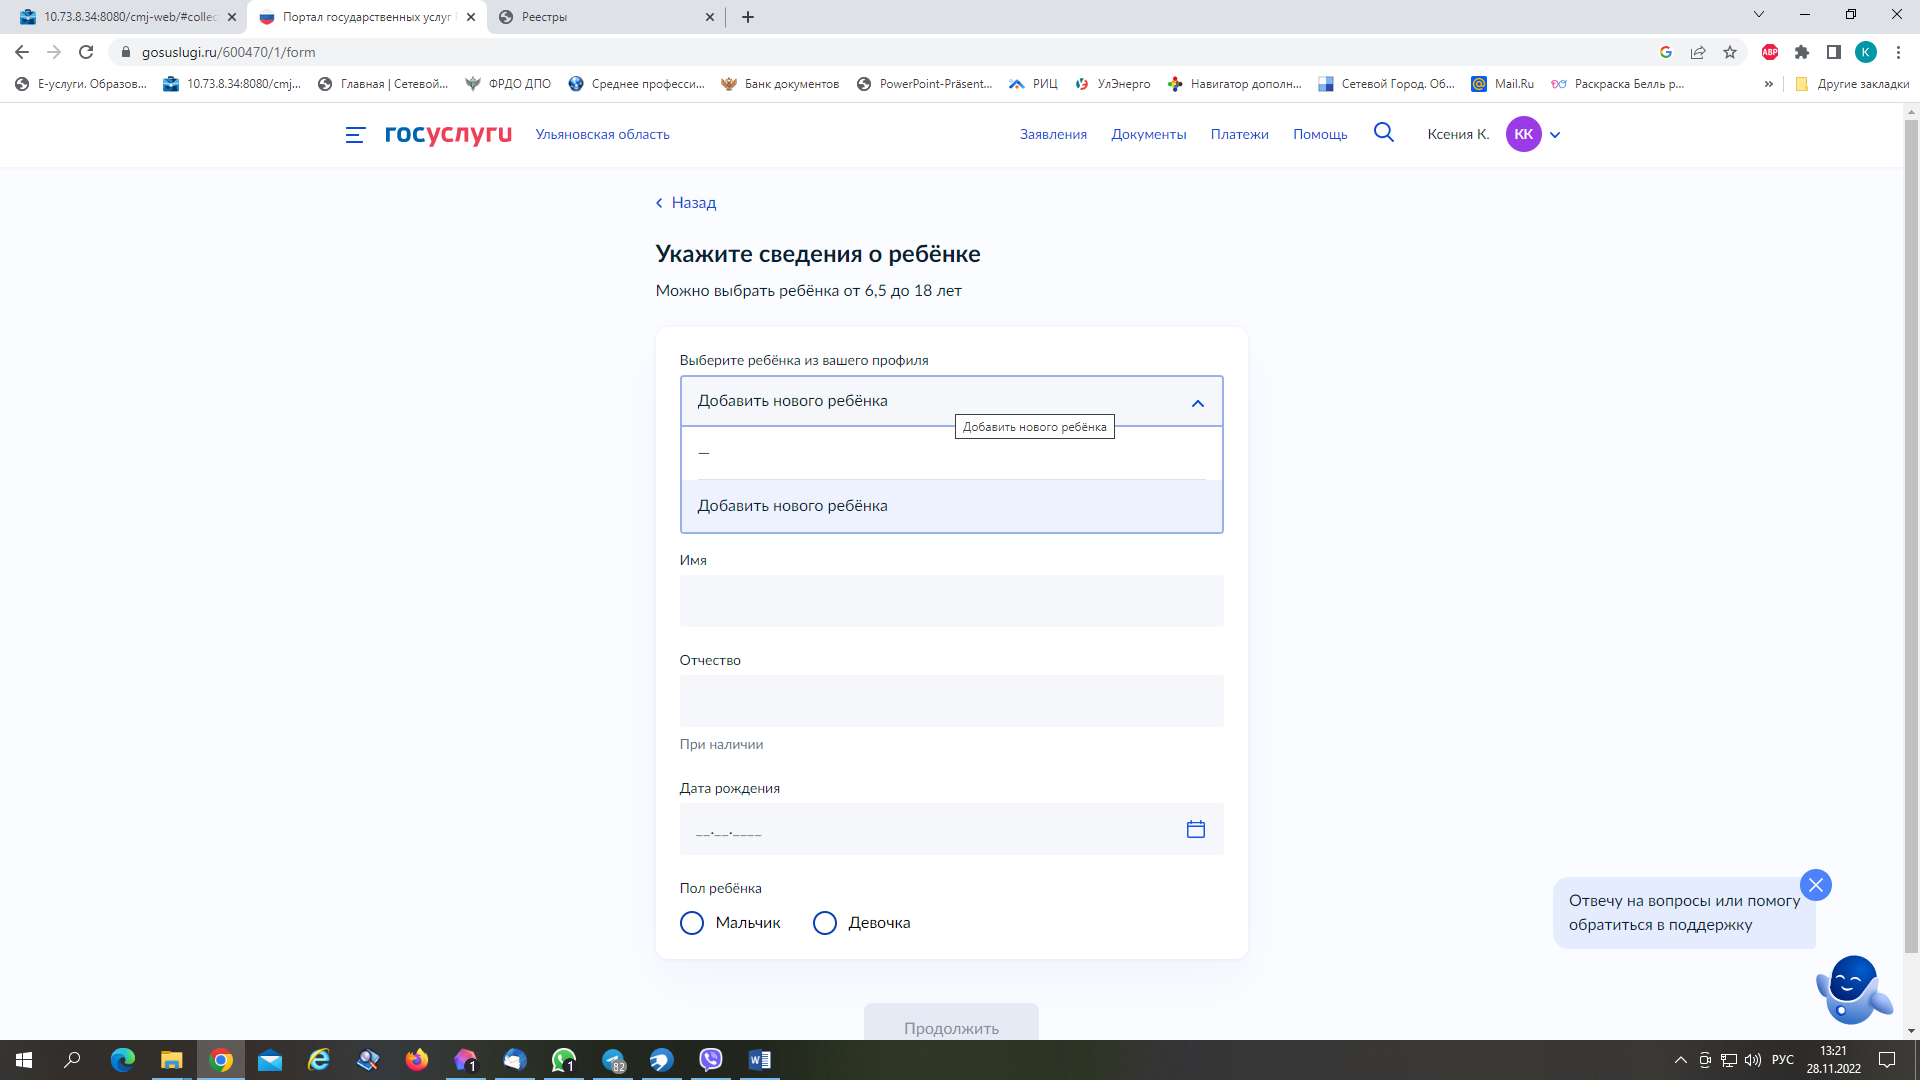 10.73.8.34:8080/cmj-web/#collec
Портал государственных услуг
Реестры
gosuslugi.ru/600470/1/form
ABP
K
Е-услуги. Образов...
10.73.8.34:8080/cmj...
Главная | Сетевой...
ФРДО ДПО
Среднее професси...
Банк документов
PowerPoint-Präsent...
РИЦ
УлЭнерго
Навигатор дополн...
Сетевой Город. Об...
Mail.Ru
Раскраска Белль р...
»
Другие закладки
госуслуги
Ульяновская область
Заявления
Документы
Платежи
Помощь
Ксения К.
КК
Назад
Укажите сведения о ребёнке
Можно выбрать ребёнка от 6,5 до 18 лет
Выберите ребёнка из вашего профиля
Добавить нового ребёнка
Добавить нового ребёнка
—
Добавить нового ребёнка
Имя
Отчество
При наличии
Дата рождения
__.__.____
Пол ребёнка
Мальчик
Девочка
Отвечу на вопросы или помогу
обратиться в поддержку
Продолжить
1
1
82
РУС
13:21
28.11.2022